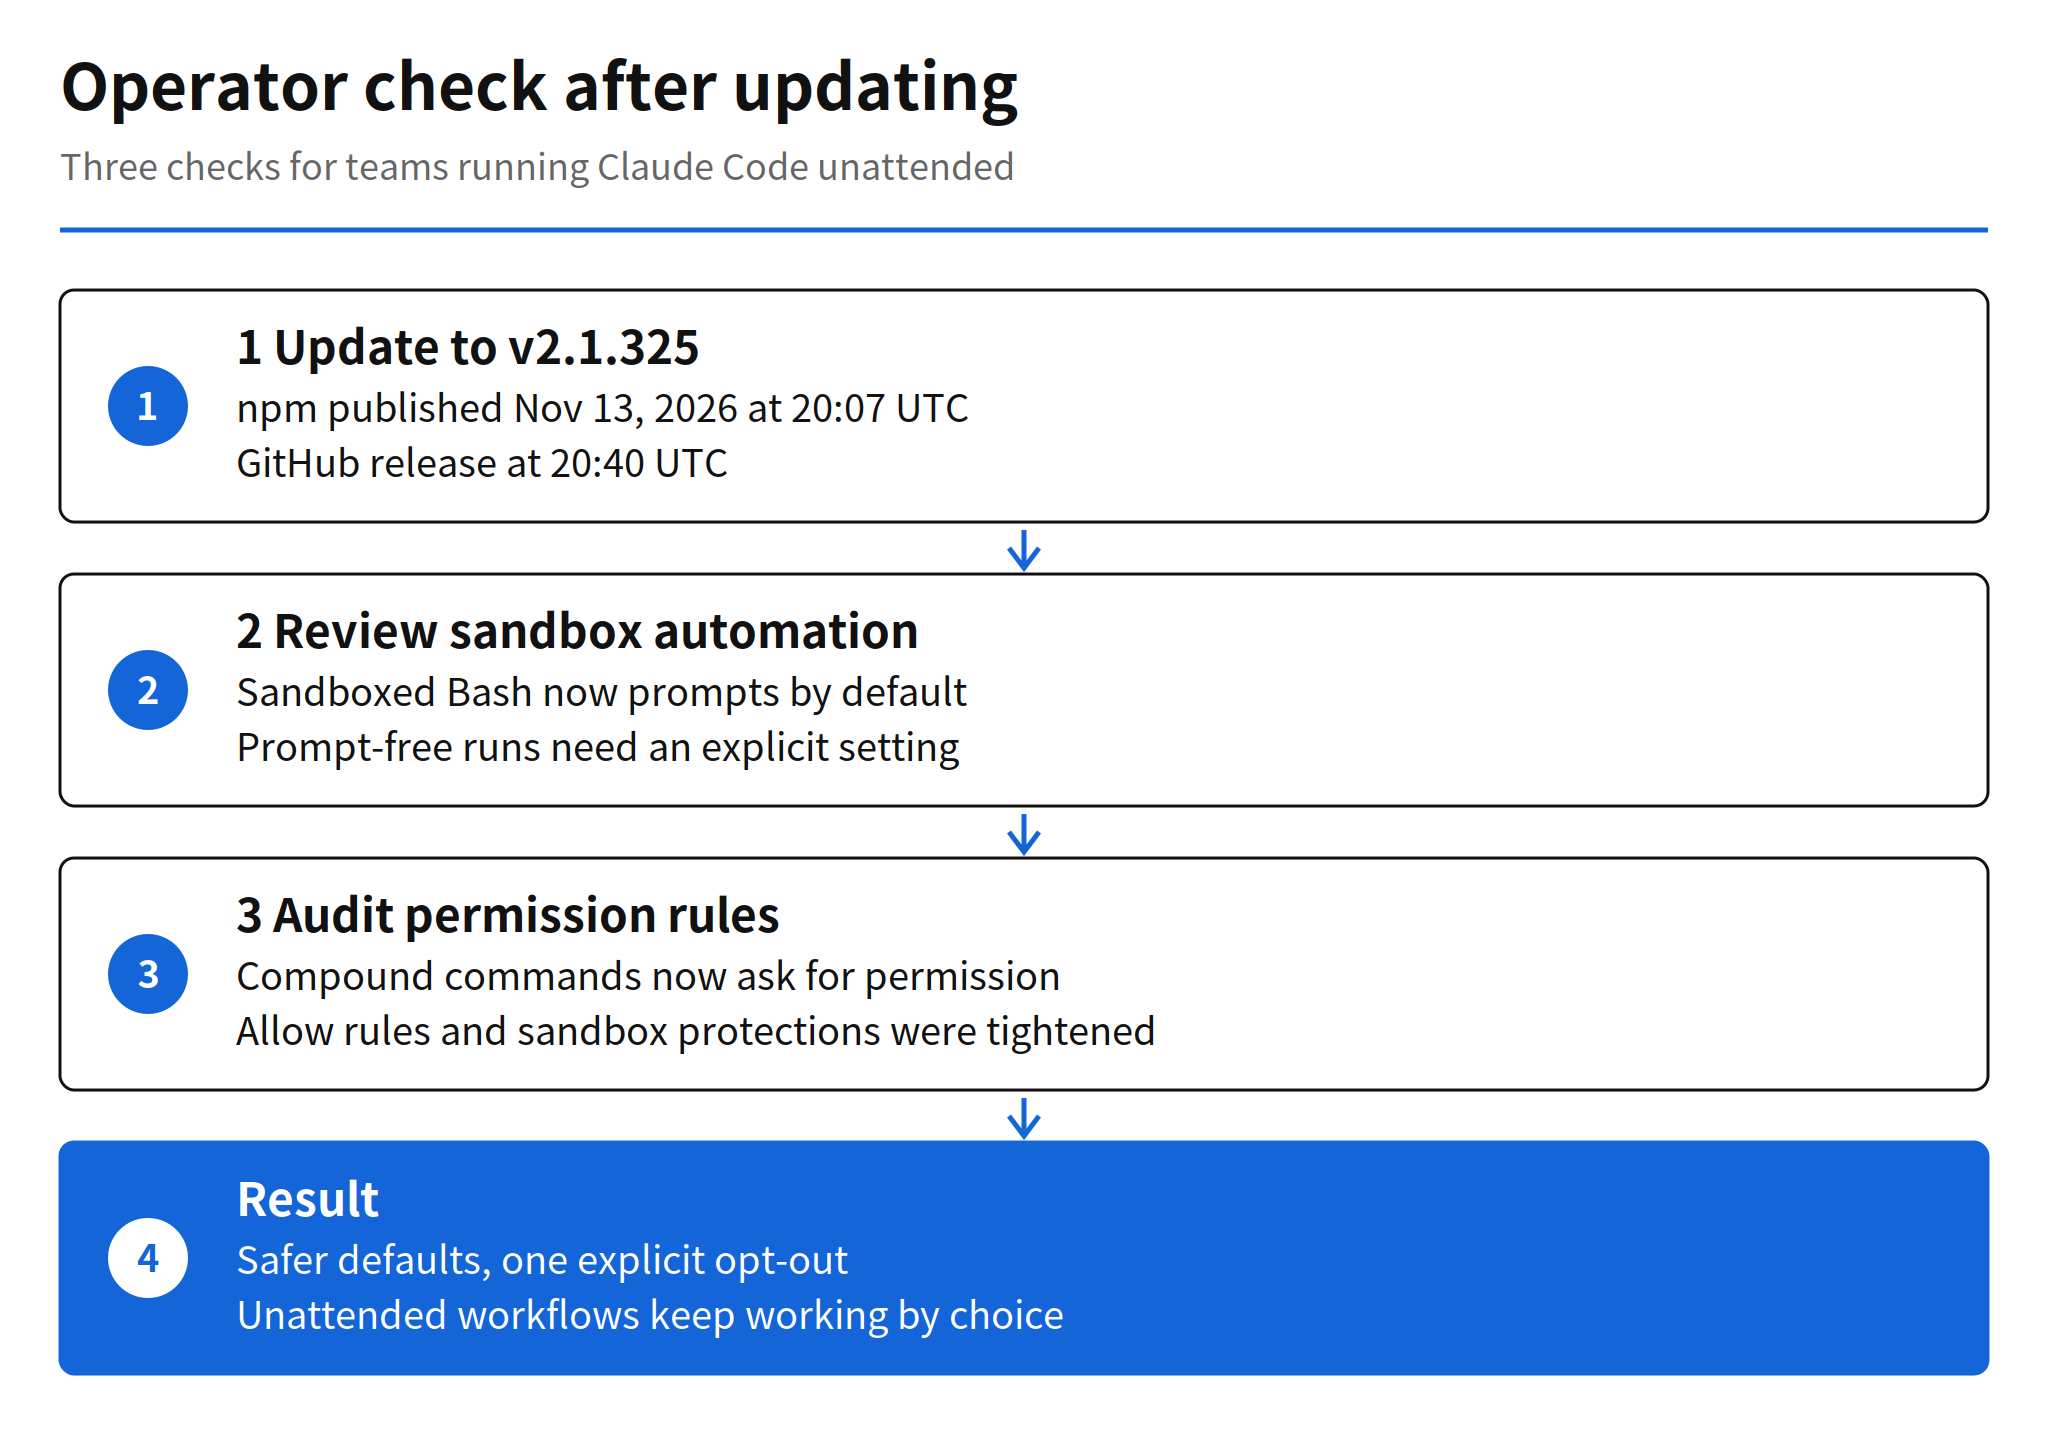 Operator check after updating
Three checks for teams running Claude Code unattended
1
1 Update to v2.1.325
npm published Nov 13, 2026 at 20:07 UTC
GitHub release at 20:40 UTC
2
2 Review sandbox automation
Sandboxed Bash now prompts by default
Prompt-free runs need an explicit setting
3
3 Audit permission rules
Compound commands now ask for permission
Allow rules and sandbox protections were tightened
4
Result
Safer defaults, one explicit opt-out
Unattended workflows keep working by choice